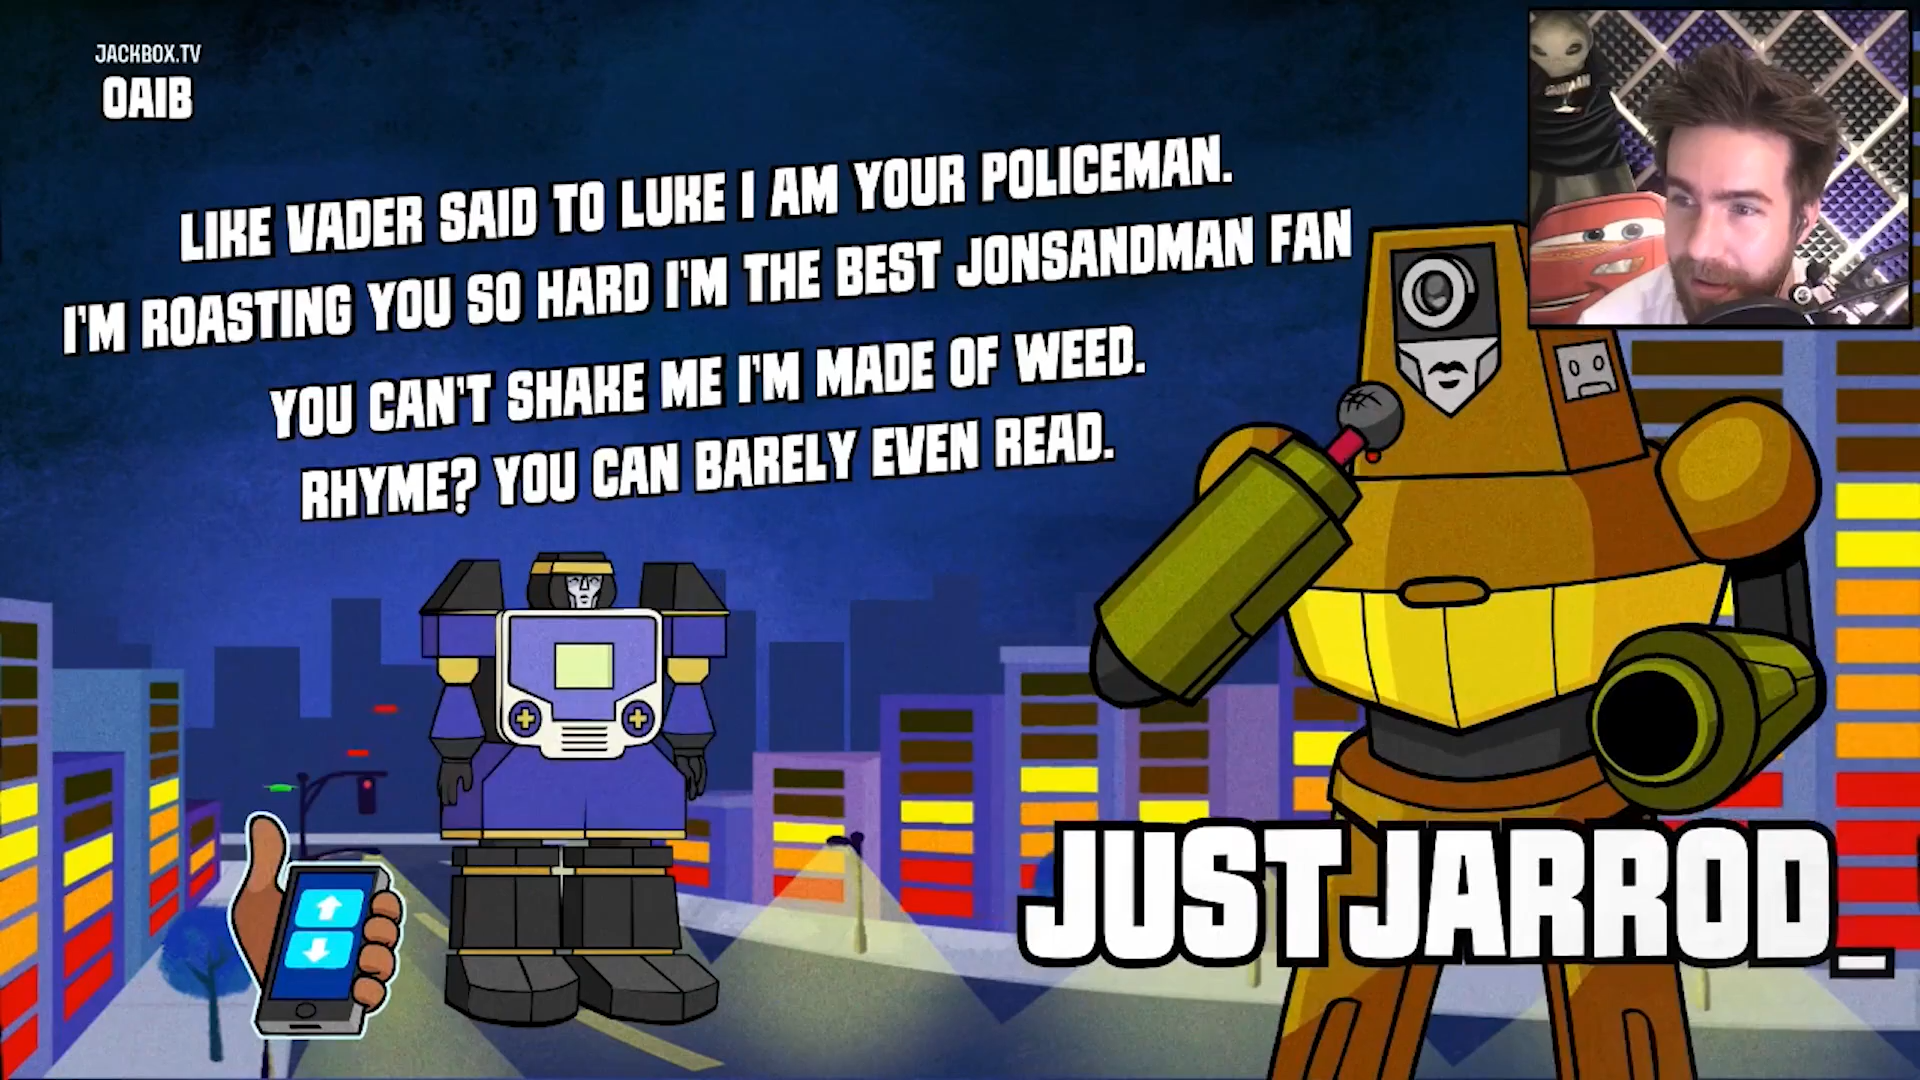 JACKBOX.TV
OAIB
LIKE VADER SAID TO LUKE I AM YOUR POLICEMAN.
I'M ROASTING YOU SO HARD I'M THE BEST JONSANDMAN FAN
YOU CAN'T SHAKE ME I'M MADE OF WEED.
RHYME? YOU CAN BARELY EVEN READ.
JUSTJARROD_